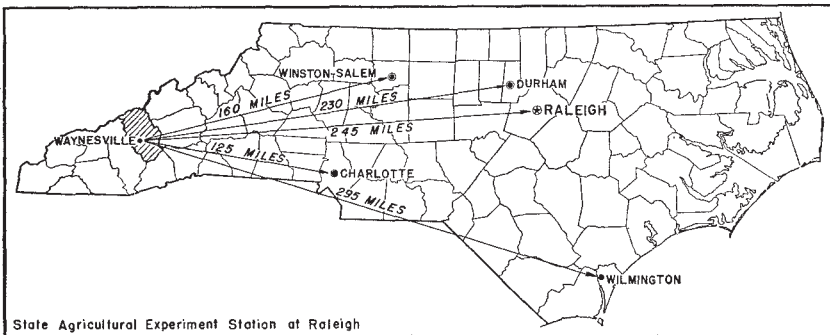 WINSTON-SALEM
DURHAM
160 MILES
230 MILES
RALEIGH
245 MILES
WAYNESVILLE
125 MILES
CHARLOTTE
295 MILES
WILMINGTON
State Agricultural Experiment Station at Raleigh